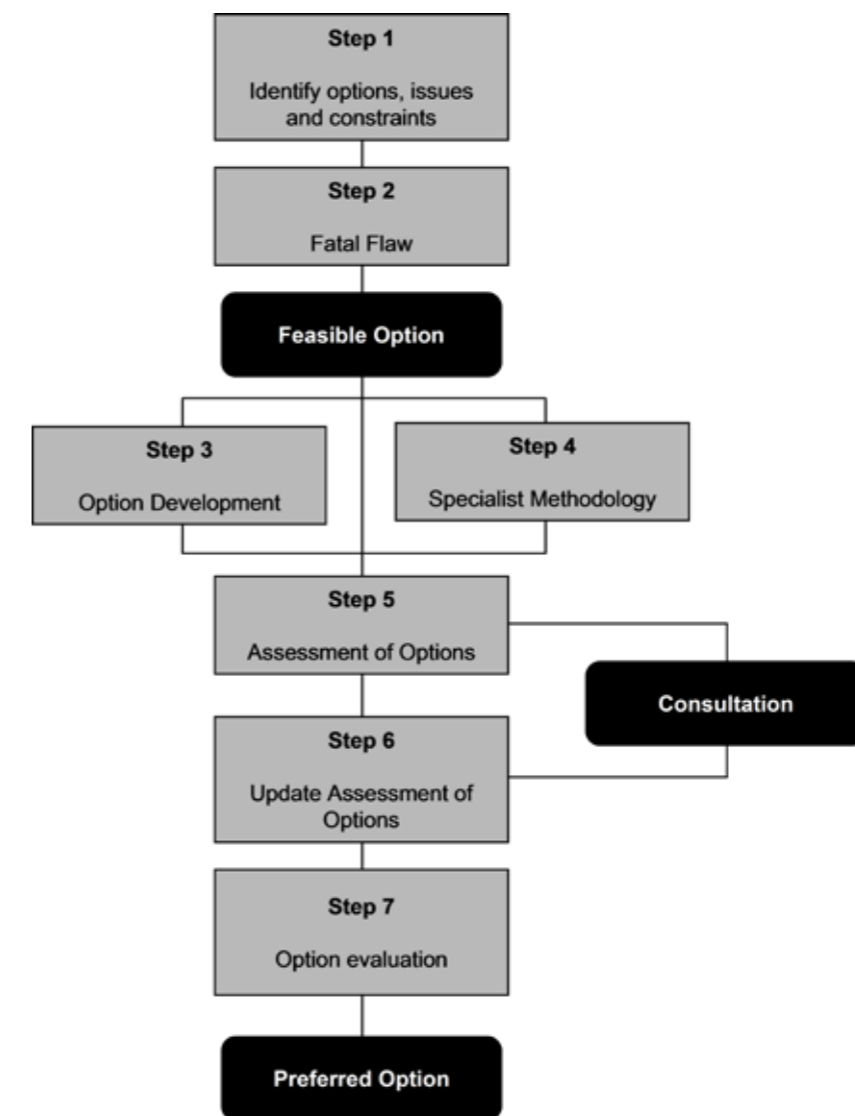 Step 1
Identify options, issues
and constraints
Step 2
Fatal Flaw
Feasible Option
Step 3
Option Development
Step 4
Specialist Methodology
Step 5
Assessment of Options
Consultation
Step 6
Update Assessment of
Options
Step 7
Option evaluation
Preferred Option